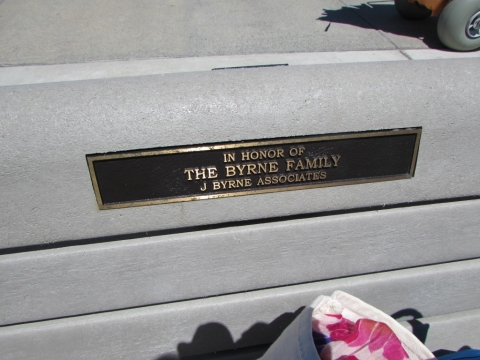 IN HONOR OF
THE BYRNE FAMILY
J BYRNE ASSOCIATES